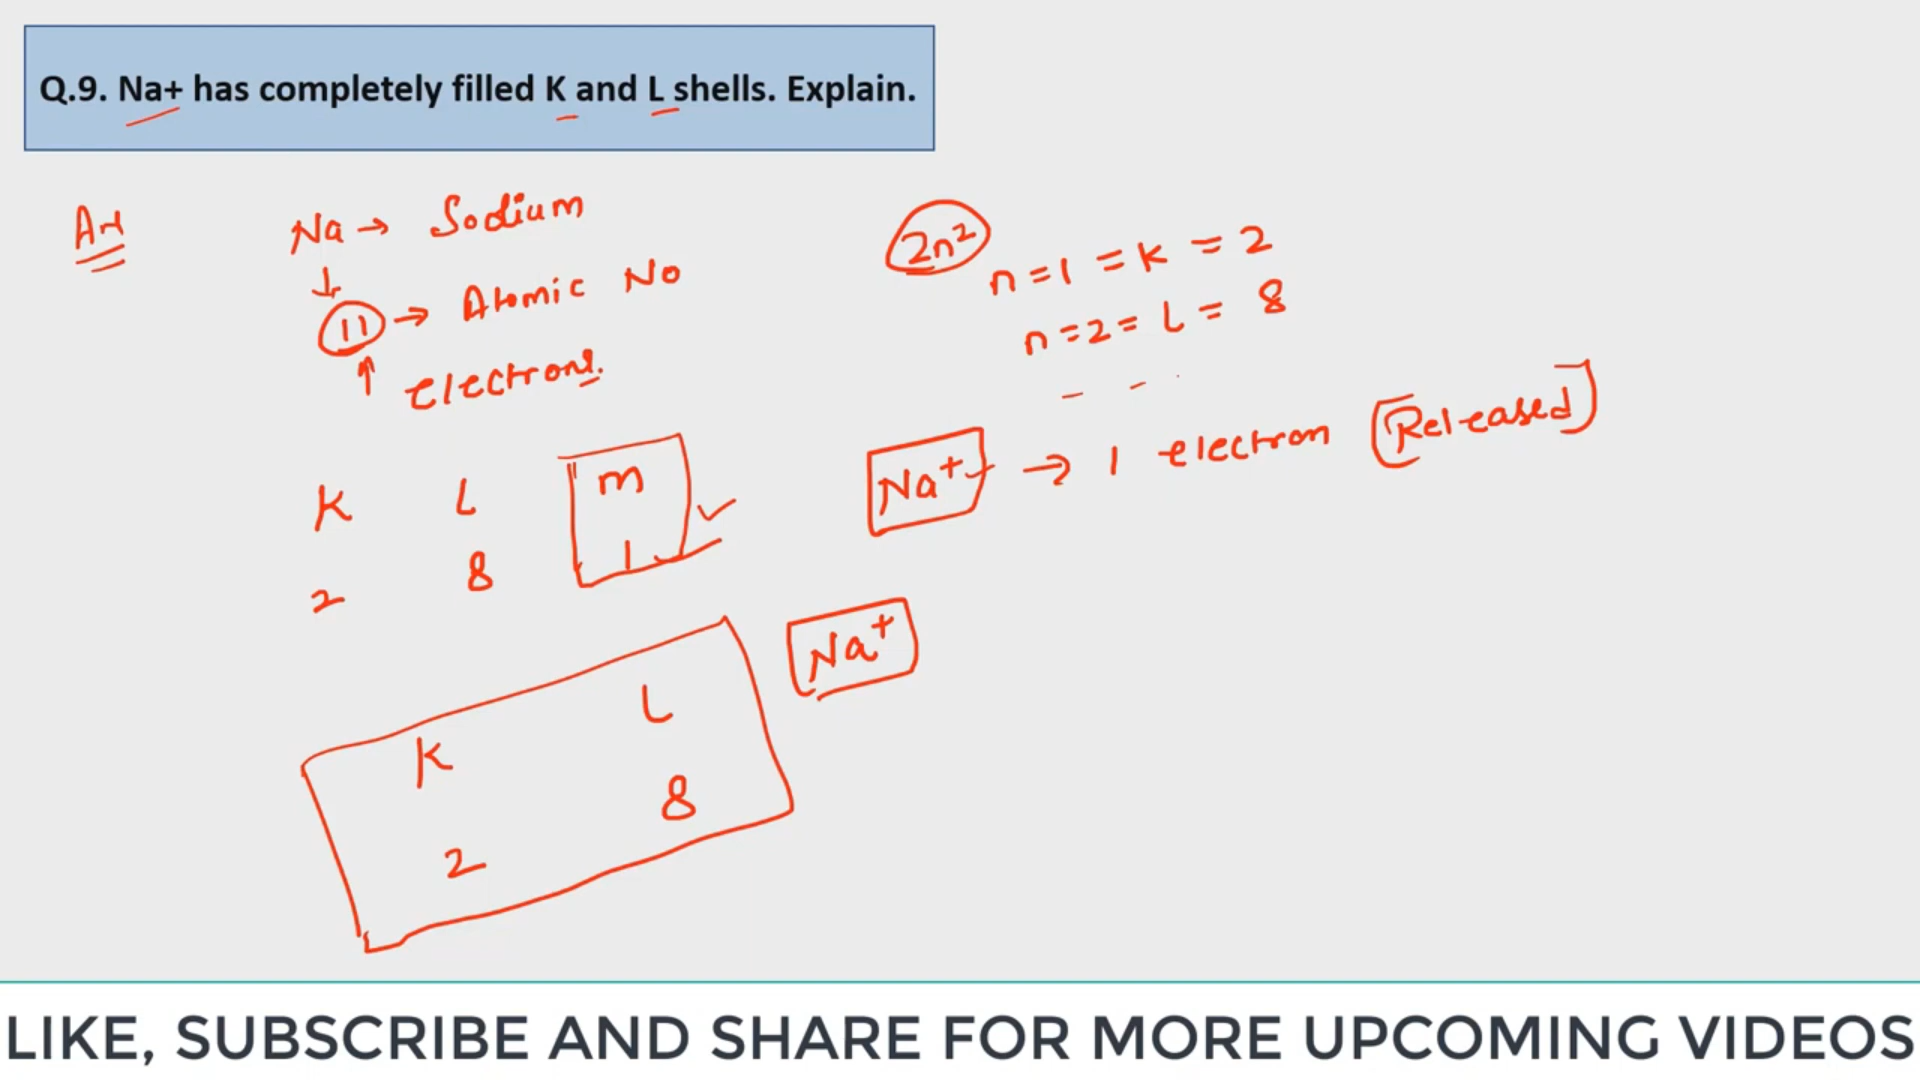 Q.9. Na+ has completely filled K and L shells. Explain.
Na → Sodium
↓
11 → Atomic No
↑ electrons.
2n²
n = 1 = K = 2
n = 2 = L = 8
- -
K L m
2 8 1
Na⁺ → 1 electron (Released)
Na⁺
K L
2 8
LIKE, SUBSCRIBE AND SHARE FOR MORE UPCOMING VIDEOS